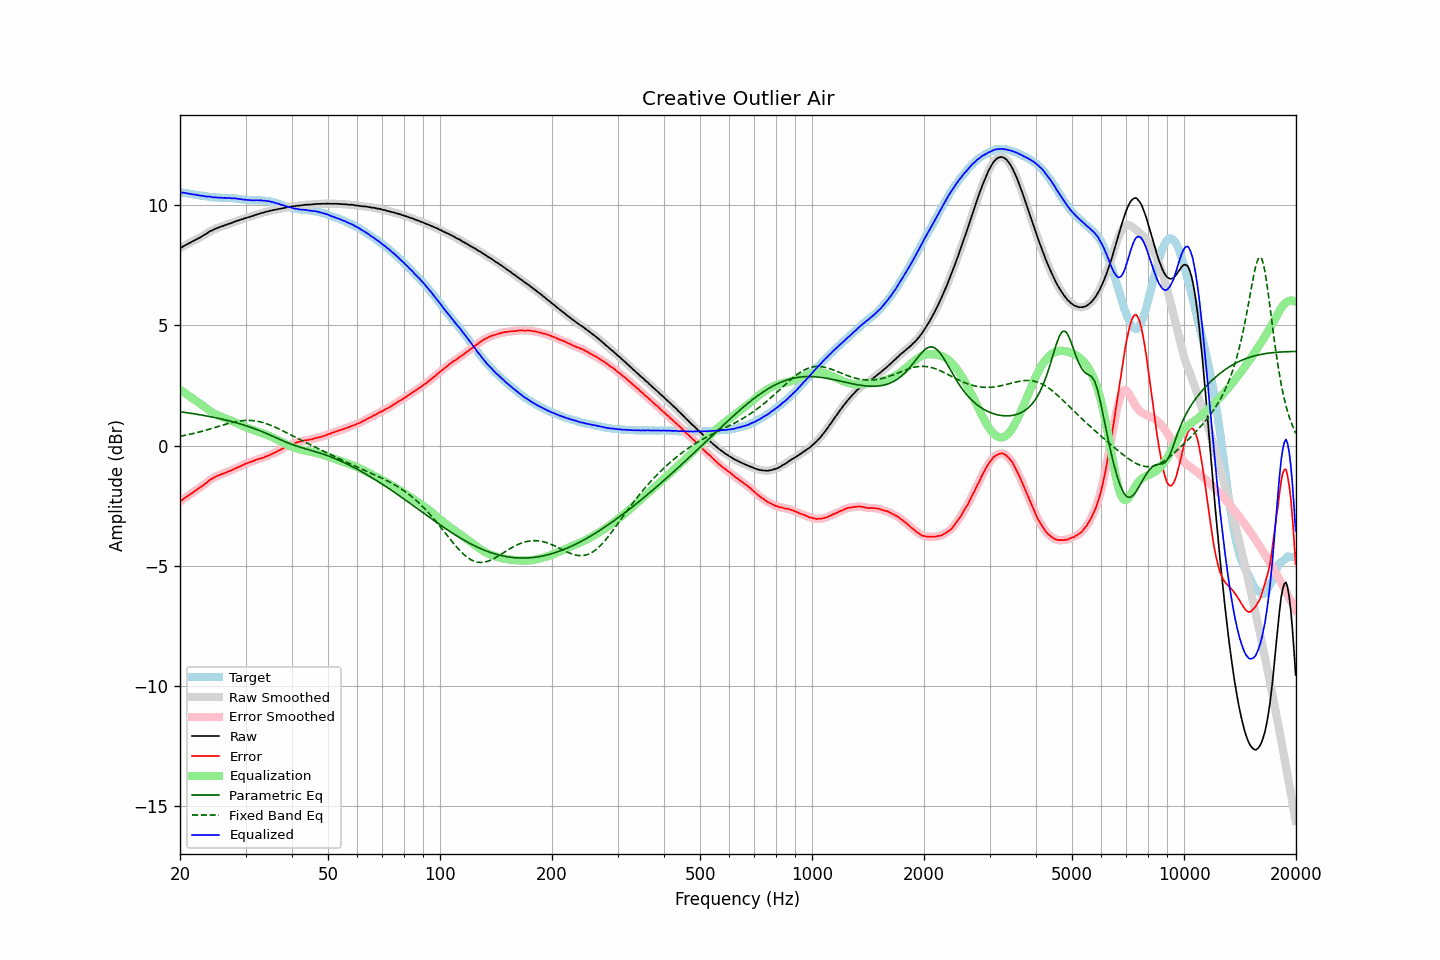 Creative Outlier Air
10
5
0
−5
−10
−15
Amplitude (dBr)
Target
Raw Smoothed
Error Smoothed
Raw
Error
Equalization
Parametric Eq
Fixed Band Eq
Equalized
20 50 100 200 500 1000 2000 5000 10000 20000
Frequency (Hz)